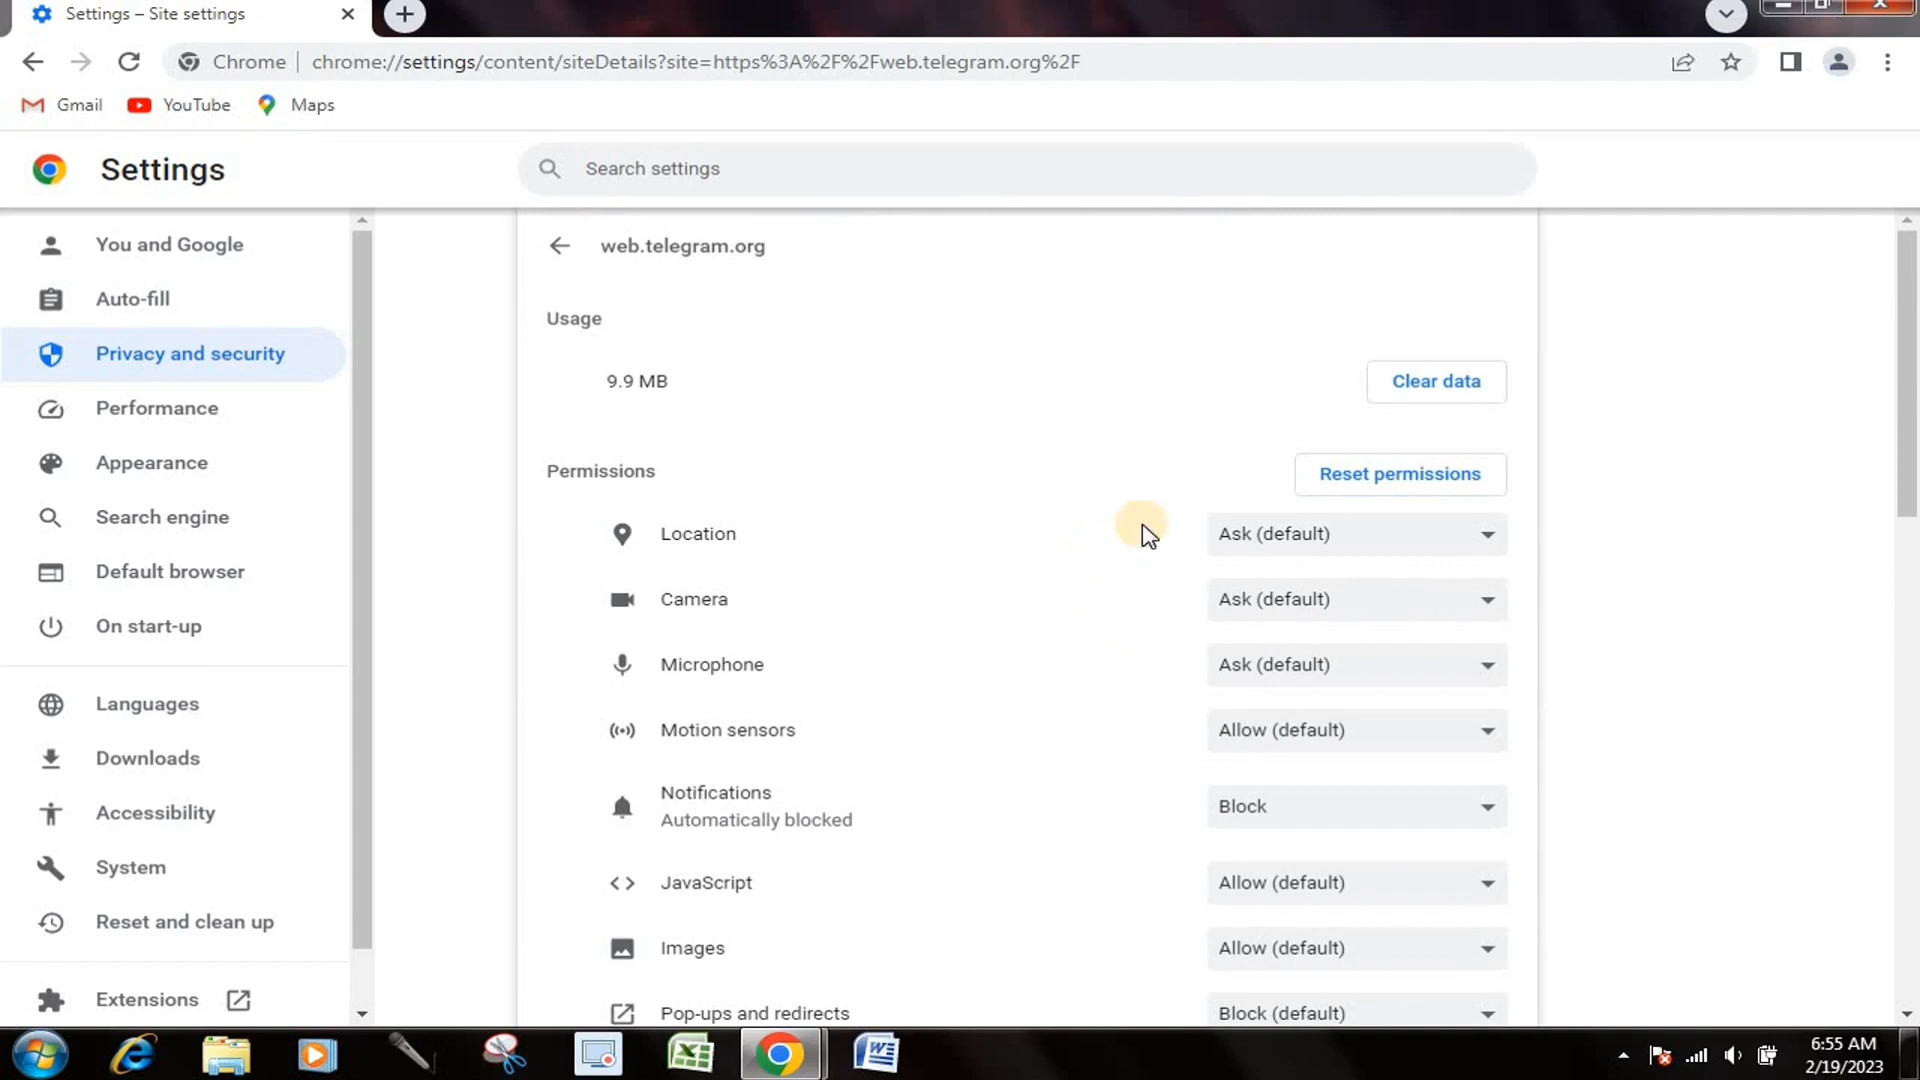 Settings – Site settings
Chrome | chrome://settings/content/siteDetails?site=https%3A%2F%2Fweb.telegram.org%2F
Gmail YouTube Maps
Settings
Search settings
You and Google
Auto-fill
Privacy and security
Performance
Appearance
Search engine
Default browser
On start-up
Languages
Downloads
Accessibility
System
Reset and clean up
Extensions
web.telegram.org
Usage
9.9 MB Clear data
Permissions Reset permissions
Location Ask (default)
Camera Ask (default)
Microphone Ask (default)
Motion sensors Allow (default)
Notifications
Automatically blocked
Block
JavaScript Allow (default)
Images Allow (default)
Pop-ups and redirects Block (default)
6:55 AM
2/19/2023